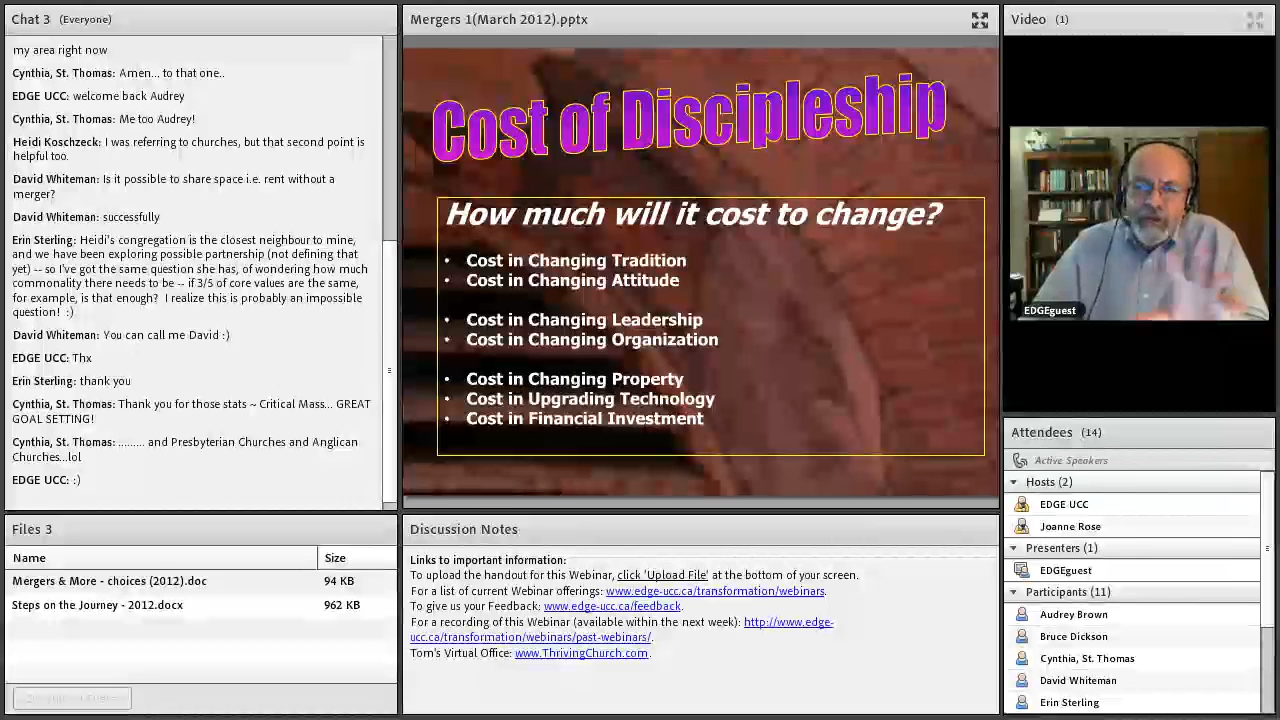 Chat 3 (Everyone)
my area right now
Cynthia, St. Thomas: Amen... to that one..
EDGE UCC: welcome back Audrey
Cynthia, St. Thomas: Me too Audrey!
Heidi Koschzeck: I was referring to churches, but that second point is
helpful too.
David Whiteman: Is it possible to share space i.e. rent without a
merger?
David Whiteman: successfully
Erin Sterling: Heidi's congregation is the closest neighbour to mine,
and we have been exploring possible partnership (not defining that
yet) -- so I've got the same question she has, of wondering how much
commonality there needs to be -- if 3/5 of core values are the same,
for example, is that enough? I realize this is probably an impossible
question! :)
David Whiteman: You can call me David :)
EDGE UCC: Thx
Erin Sterling: thank you
Cynthia, St. Thomas: Thank you for those stats ~ Critical Mass... GREAT
GOAL SETTING!
Cynthia, St. Thomas: ......... and Presbyterian Churches and Anglican
Churches...lol
EDGE UCC: :)
Files 3
Name Size
Mergers & More - choices (2012).doc 94 KB
Steps on the Journey - 2012.docx 962 KB
Mergers 1(March 2012).pptx
Cost of Discipleship
How much will it cost to change?
• Cost in Changing Tradition
• Cost in Changing Attitude
• Cost in Changing Leadership
• Cost in Changing Organization
• Cost in Changing Property
• Cost in Upgrading Technology
• Cost in Financial Investment
Discussion Notes
Links to important information:
To upload the handout for this Webinar, click 'Upload File' at the bottom of your screen.
For a list of current Webinar offerings: www.edge-ucc.ca/transformation/webinars.
To give us your Feedback: www.edge-ucc.ca/feedback.
For a recording of this Webinar (available within the next week): http://www.edge-
ucc.ca/transformation/webinars/past-webinars/.
Tom's Virtual Office: www.ThrivingChurch.com.
Video (1)
EDGEguest
Attendees (14)
Active Speakers
Hosts (2)
EDGE UCC
Joanne Rose
Presenters (1)
EDGEguest
Participants (11)
Audrey Brown
Bruce Dickson
Cynthia, St. Thomas
David Whiteman
Erin Sterling